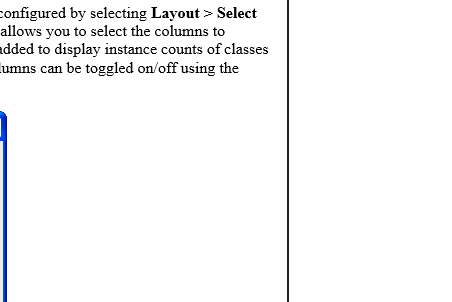 configured by selecting Layout > Select
allows you to select the columns to
added to display instance counts of classes
lumns can be toggled on/off using the